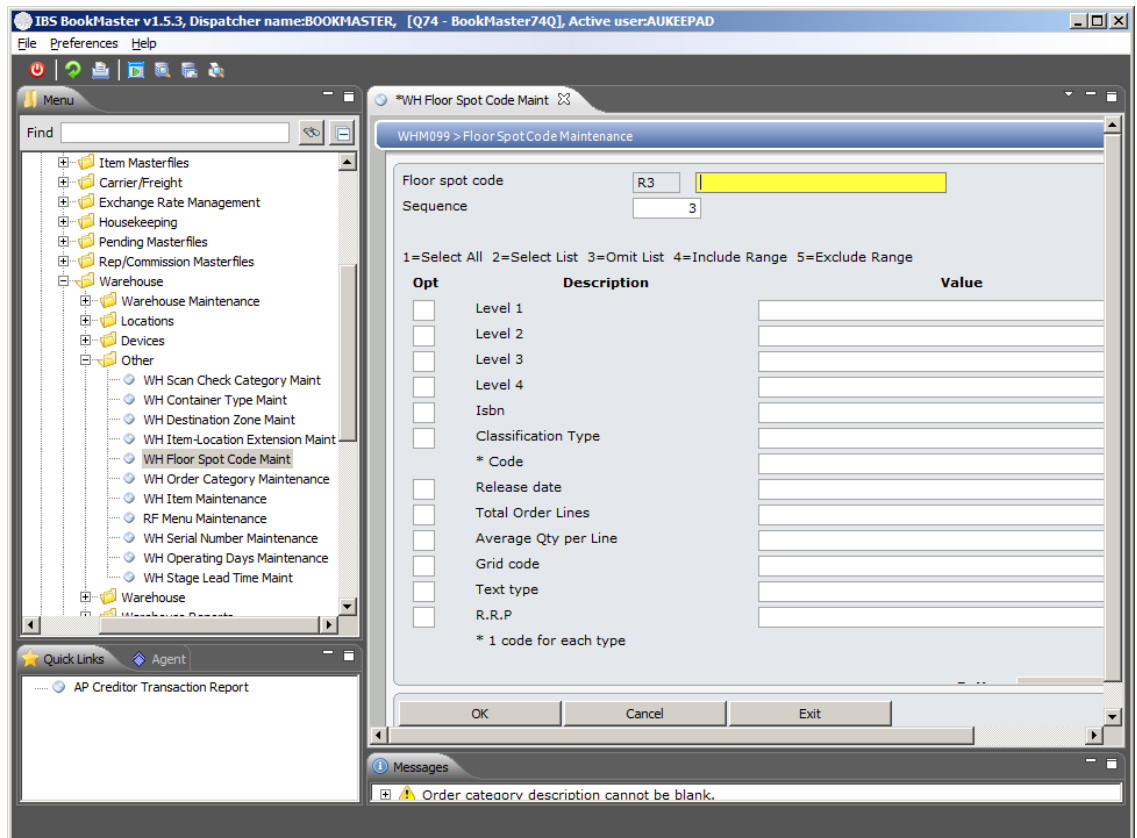 IBS BookMaster v1.5.3, Dispatcher name:BOOKMASTER, [Q74 - BookMaster74Q], Active user:AUKEEPAD
File Preferences Help
Menu
Find
Item Masterfiles
Carrier/Freight
Exchange Rate Management
Housekeeping
Pending Masterfiles
Rep/Commission Masterfiles
Warehouse
Warehouse Maintenance
Locations
Devices
Other
WH Scan Check Category Maint
WH Container Type Maint
WH Destination Zone Maint
WH Item-Location Extension Maint
WH Floor Spot Code Maint
WH Order Category Maintenance
WH Item Maintenance
RF Menu Maintenance
WH Serial Number Maintenance
WH Operating Days Maintenance
WH Stage Lead Time Maint
Warehouse
Quick Links Agent
AP Creditor Transaction Report
*WH Floor Spot Code Maint
WHM099 > Floor Spot Code Maintenance
Floor spot code R3
Sequence 3
1=Select All 2=Select List 3=Omit List 4=Include Range 5=Exclude Range
Opt Description Value
Level 1
Level 2
Level 3
Level 4
Isbn
Classification Type
* Code
Release date
Total Order Lines
Average Qty per Line
Grid code
Text type
R.R.P
* 1 code for each type
OK Cancel Exit
Messages
Order category description cannot be blank.